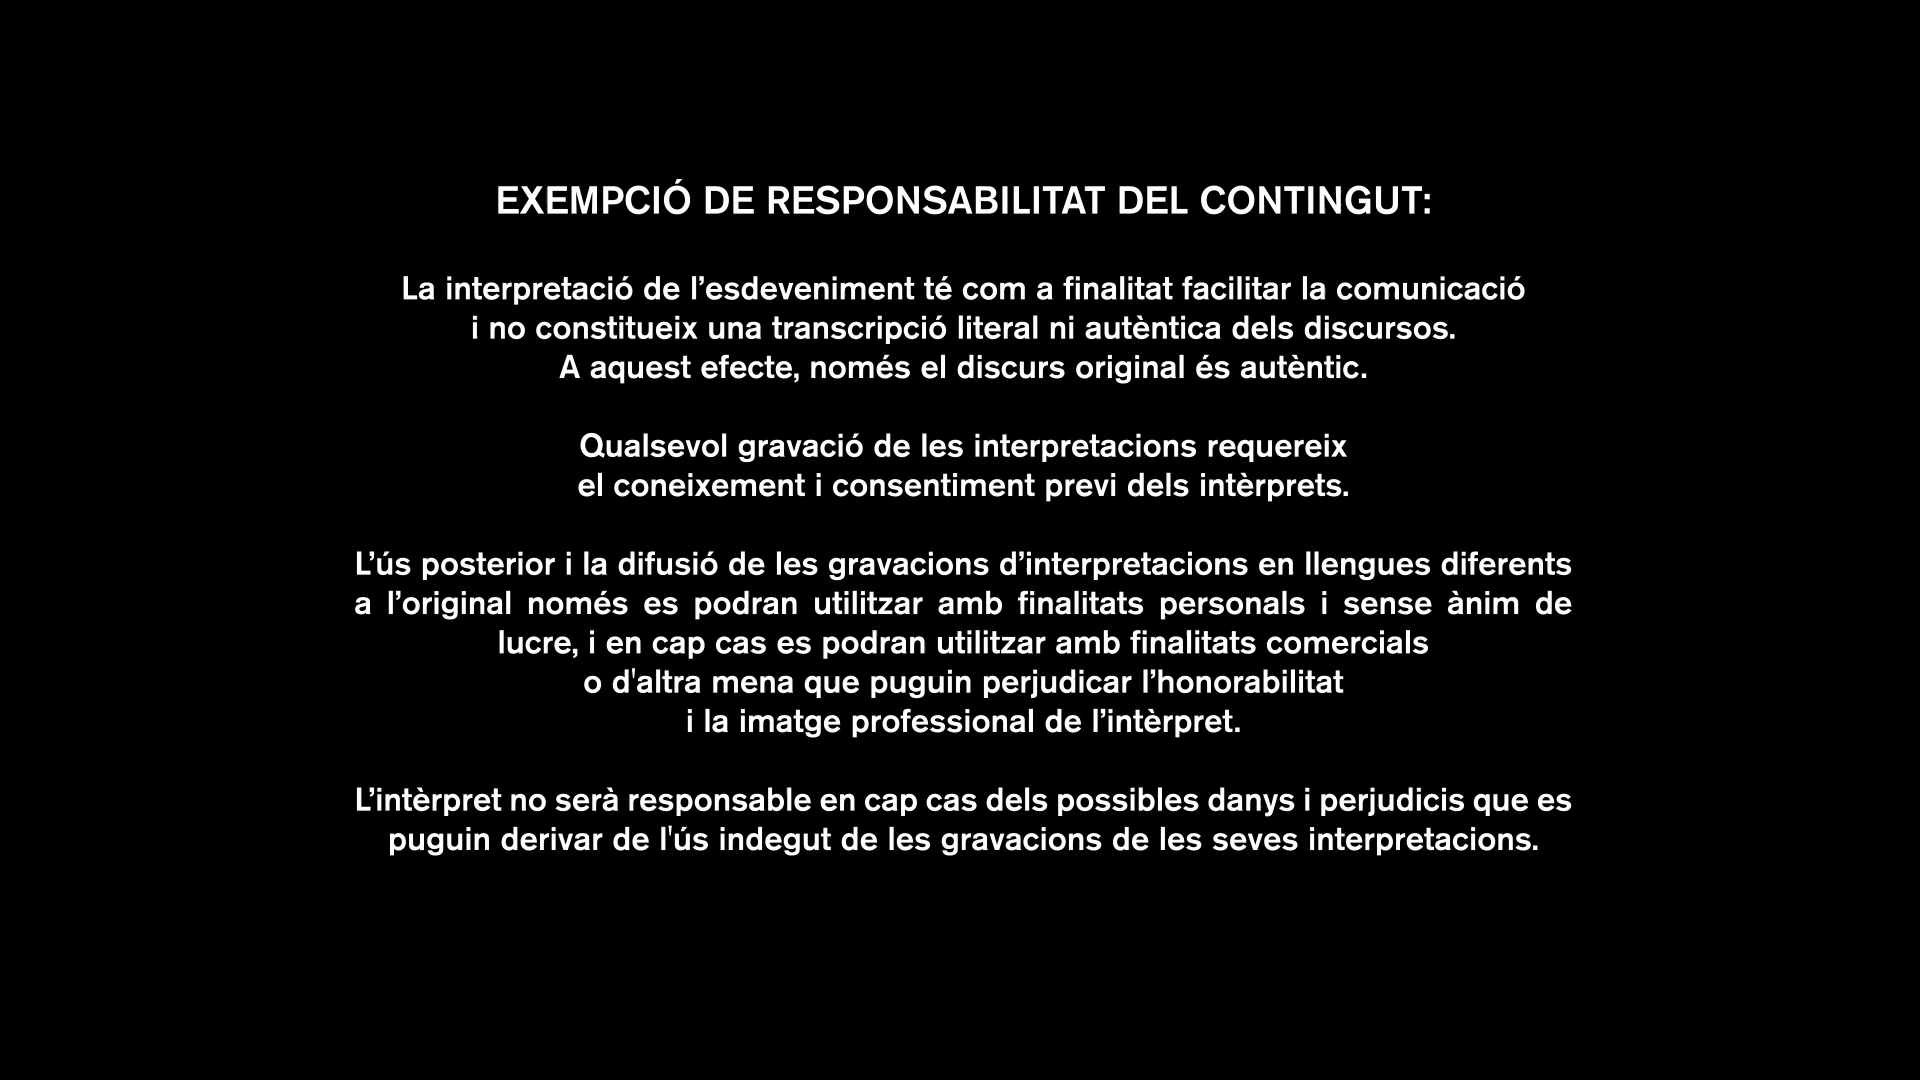 EXEMPCIÓ DE RESPONSABILITAT DEL CONTINGUT:
La interpretació de l’esdeveniment té com a finalitat facilitar la comunicació
i no constitueix una transcripció literal ni autèntica dels discursos.
A aquest efecte, només el discurs original és autèntic.
Qualsevol gravació de les interpretacions requereix
el coneixement i consentiment previ dels intèrprets.
L’ús posterior i la difusió de les gravacions d’interpretacions en llengues diferents
a l’original només es podran utilitzar amb finalitats personals i sense ànim de
lucre, i en cap cas es podran utilitzar amb finalitats comercials
o d'altra mena que puguin perjudicar l’honorabilitat
i la imatge professional de l’intèrpret.
L’intèrpret no serà responsable en cap cas dels possibles danys i perjudicis que es
puguin derivar de l'ús indegut de les gravacions de les seves interpretacions.